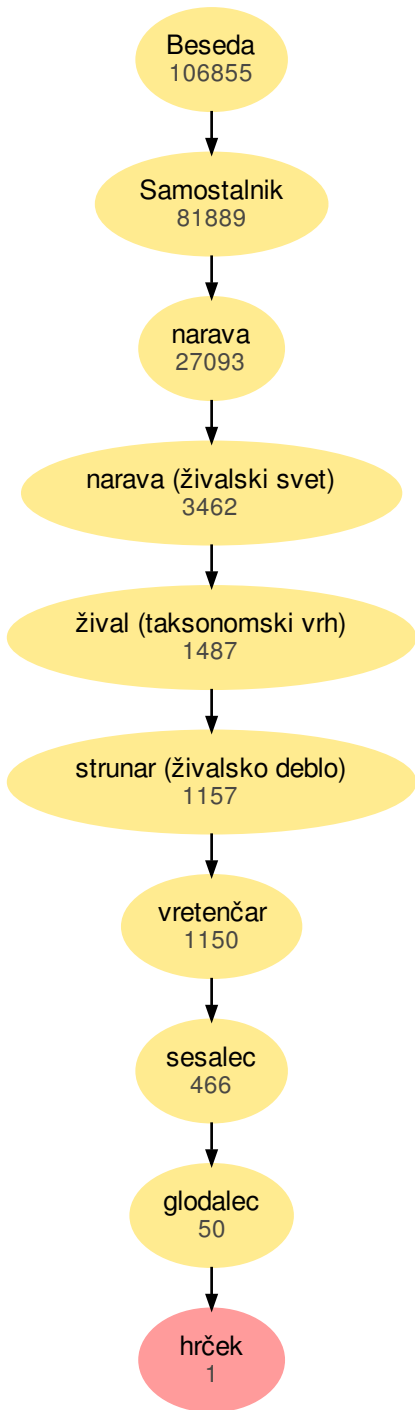 Beseda
106855
Samostalnik
81889
narava
27093
narava (živalski svet)
3462
žival (taksonomski vrh)
1487
strunar (živalsko deblo)
1157
vretenčar
1150
sesalec
466
glodalec
50
hrček
1